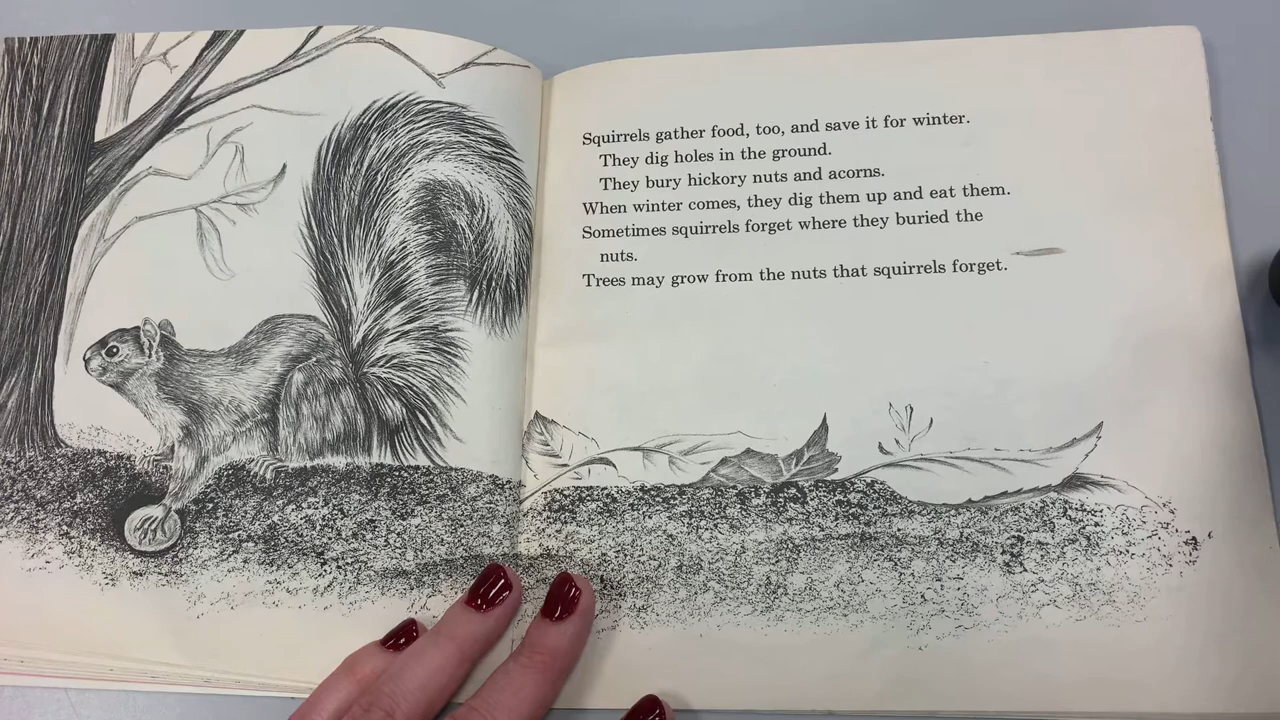 Squirrels gather food, too, and save it for winter.
They dig holes in the ground.
They bury hickory nuts and acorns.
When winter comes, they dig them up and eat them.
Sometimes squirrels forget where they buried the
nuts.
Trees may grow from the nuts that squirrels forget.